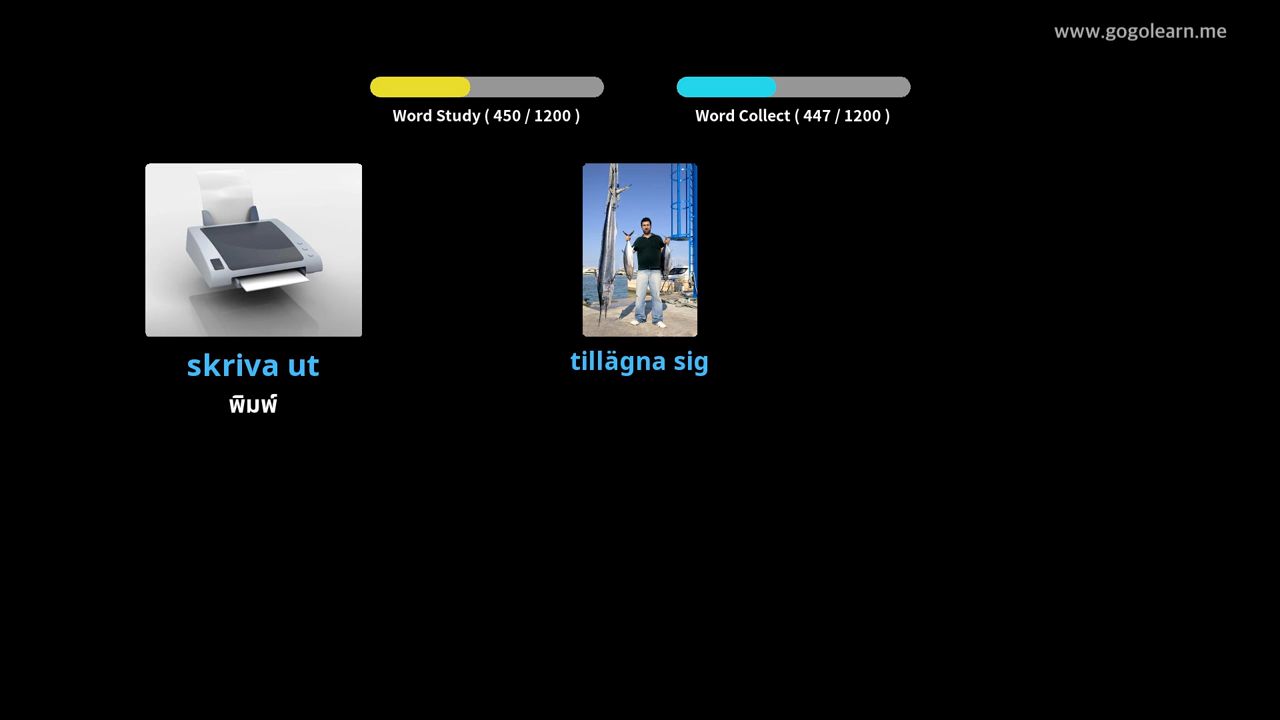 www.gogolearn.me
Word Study ( 450 / 1200 )
Word Collect ( 447 / 1200 )
skriva ut
พิมพ์
tillägna sig